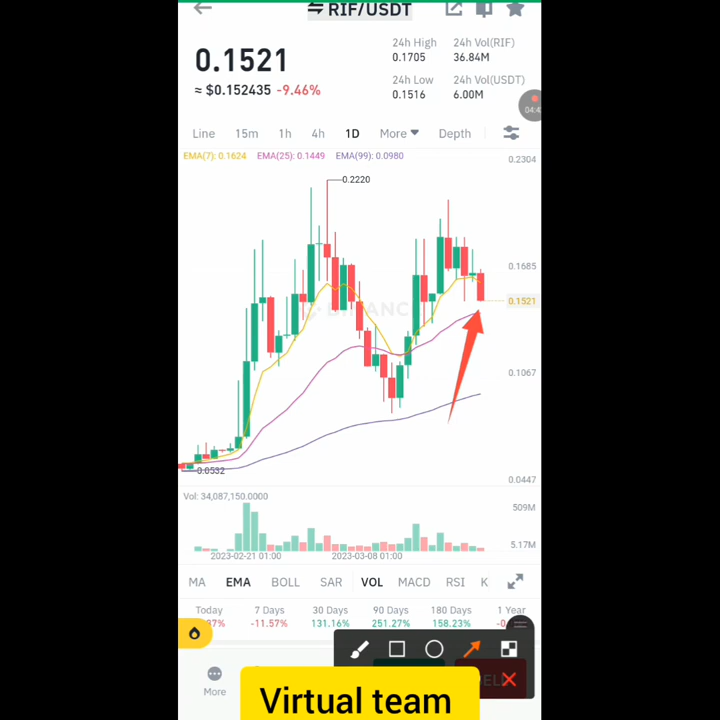 RIF/USDT
0.1521
≈ $0.152435 -9.46%
24h High
0.1705
24h Vol(RIF)
36.84M
24h Low
0.1516
24h Vol(USDT)
6.00M
Line 15m 1h 4h 1D More Depth
EMA(7): 0.1624 EMA(25): 0.1449 EMA(99): 0.0980
0.2304
0.2220
0.1685
0.1521
BINANCE
0.1067
0.0532
0.0447
Vol: 34,087,150.0000
509M
5.17M
2023-02-21 01:00 2023-03-08 01:00
MA EMA BOLL SAR VOL MACD RSI K
Today 7 Days 30 Days 90 Days 180 Days 1 Year
-11.57% 131.16% 251.27% 158.23%
More
Virtual team